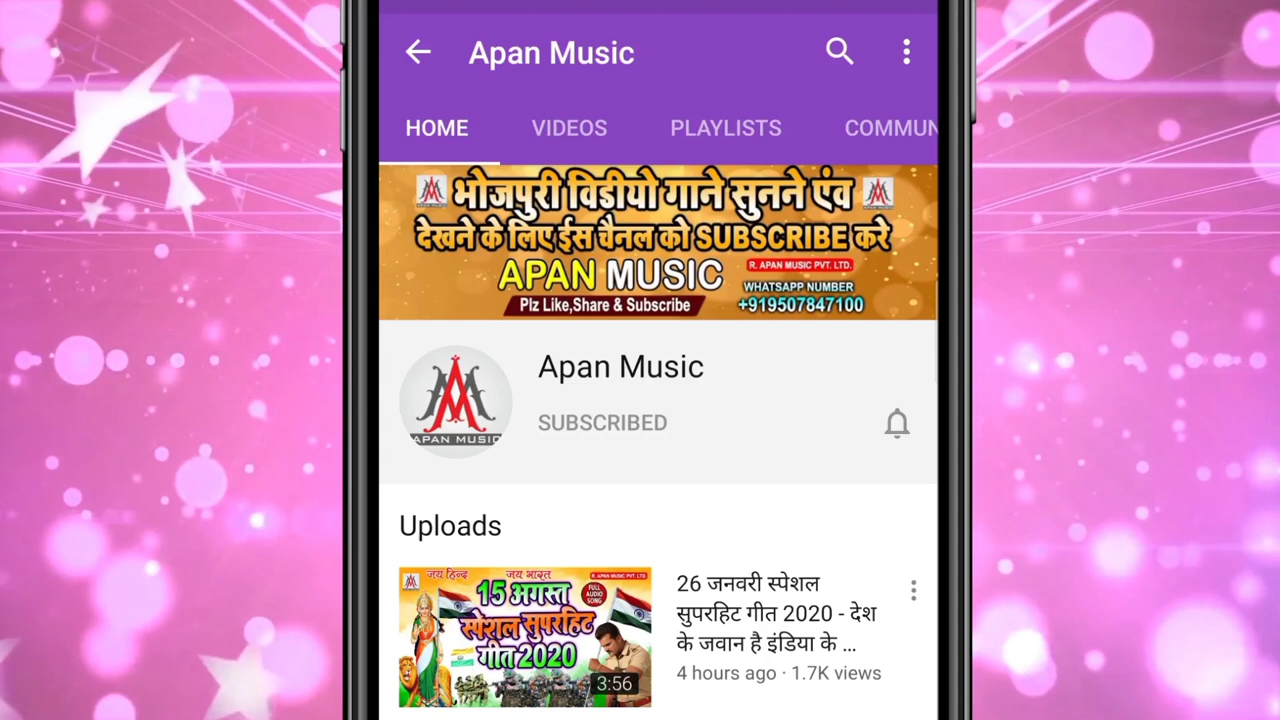 Apan Music
HOME VIDEOS PLAYLISTS COMMUN
भोजपुरी विडीयो गाने सुनने एंव
देखने के लिए ईस चैनल को SUBSCRIBE करे
APAN MUSIC
R. APAN MUSIC PVT. LTD.
WHATSAPP NUMBER
+919507847100
Plz Like,Share & Subscribe
Apan Music
SUBSCRIBED
APAN MUSIC
Uploads
जय हिन्द जय भारत
R. APAN MUSIC PVT. LTD
15 अगस्त
FULL
AUDIO
SONG
स्पेशल सुपरहिट
गीत 2020
3:56
26 जनवरी स्पेशल
सुपरहिट गीत 2020 - देश
के जवान है इंडिया के ...
4 hours ago · 1.7K views